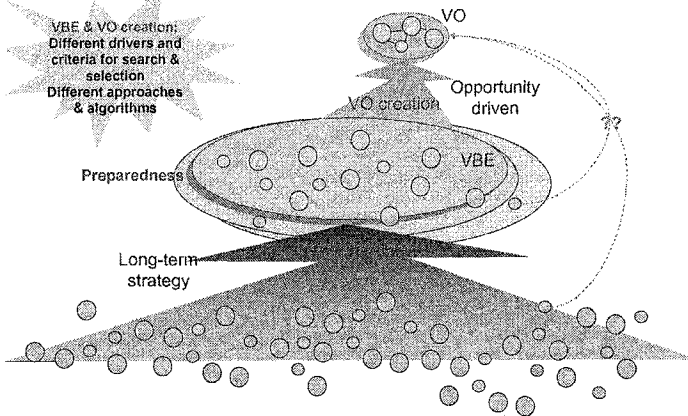 VBE & VO creation:
Different drivers and
criteria for search &
selection
Different approaches
& algorithms
VO
Opportunity
driven
VO creation
??
VBE
Preparedness
Long-term
strategy